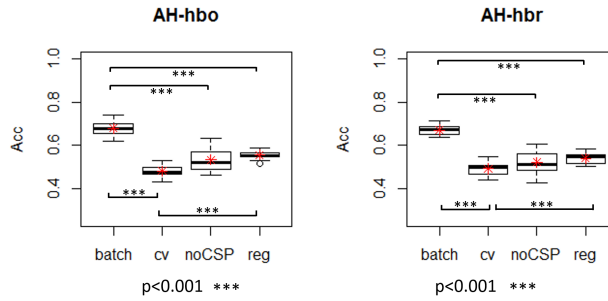 AH-hbo
AH-hbr
Acc
1.0
0.8
0.6
0.4
***
***
***
***
batch cv noCSP reg
p<0.001 ***
Acc
1.0
0.8
0.6
0.4
***
***
***
***
batch cv noCSP reg
p<0.001 ***